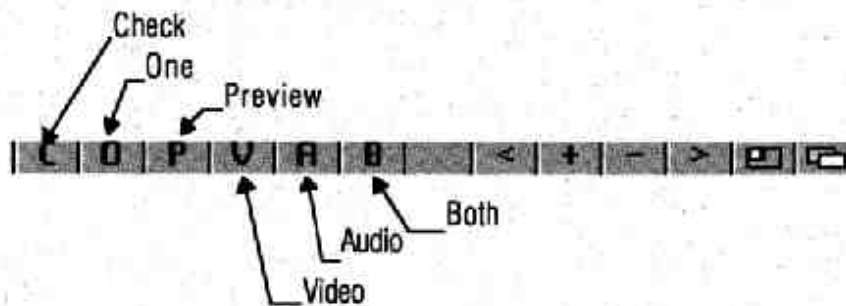 Check
One
Preview
C O P V A B < + - >
Both
Audio
Video